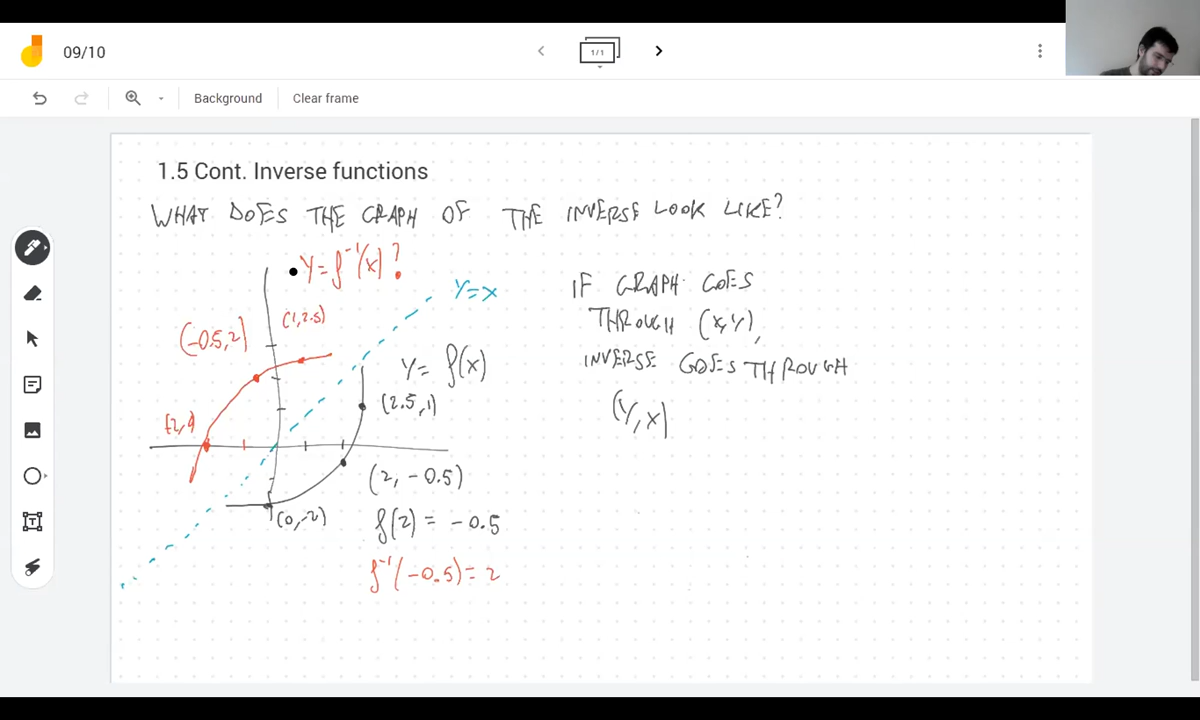 09/10
1/1
Background
Clear frame
1.5 Cont. Inverse functions
WHAT DOES THE GRAPH OF THE INVERSE LOOK LIKE?
Y=f⁻¹(x)?
Y=X
(1,2.5)
(-0.5,2)
Y= f(x)
(2.5,1)
(2, -0.5)
(0,-2)
f(2) = -0.5
f⁻¹(-0.5)=2
IF GRAPH GOES
THROUGH (X,Y),
INVERSE GOES THROUGH
(Y,X)